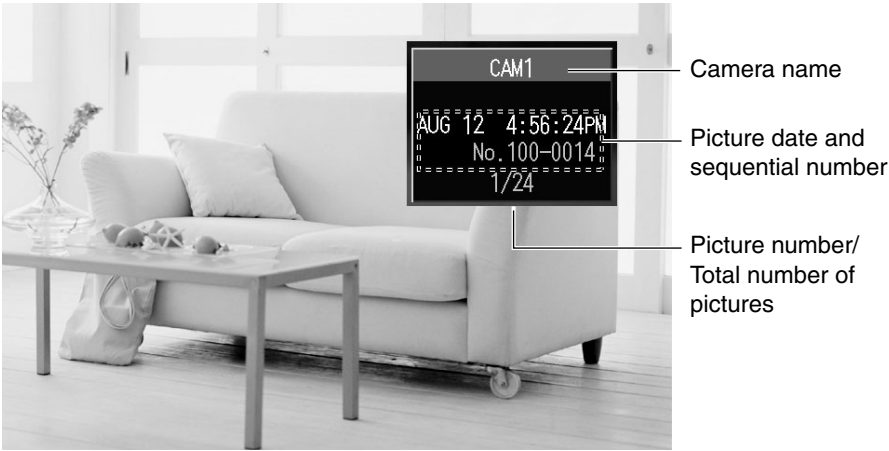 CAM1
AUG 12 4:56:24PM
No.100-0014
1/24
Camera name
Picture date and
sequential number
Picture number/
Total number of
pictures